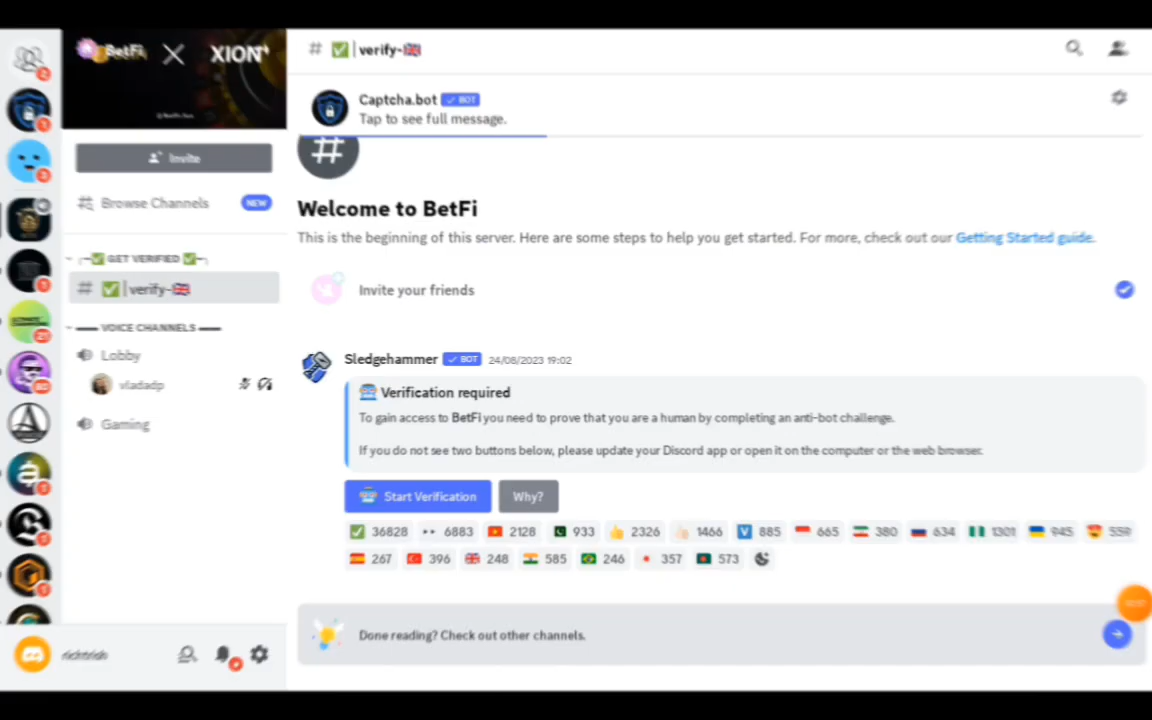 BetFi X XION
# ✅ | verify-🇬🇧
Captcha.bot ✓ BOT
Tap to see full message.
Invite
Browse Channels NEW
Welcome to BetFi
This is the beginning of this server. Here are some steps to help you get started. For more, check out our Getting Started guide.
┌─✅ GET VERIFIED ✅─┐
# ✅ | verify-🇬🇧
Invite your friends
VOICE CHANNELS
Lobby
vladadp
Gaming
Sledgehammer ✓ BOT 24/08/2023 19:02
Verification required
To gain access to BetFi you need to prove that you are a human by completing an anti-bot challenge.
If you do not see two buttons below, please update your Discord app or open it on the computer or the web browser.
Start Verification Why?
36828 6883 2128 933 2326 1466 885 665 380 634 1301 945 559
267 396 248 585 246 357 573
Done reading? Check out other channels.
richtrish